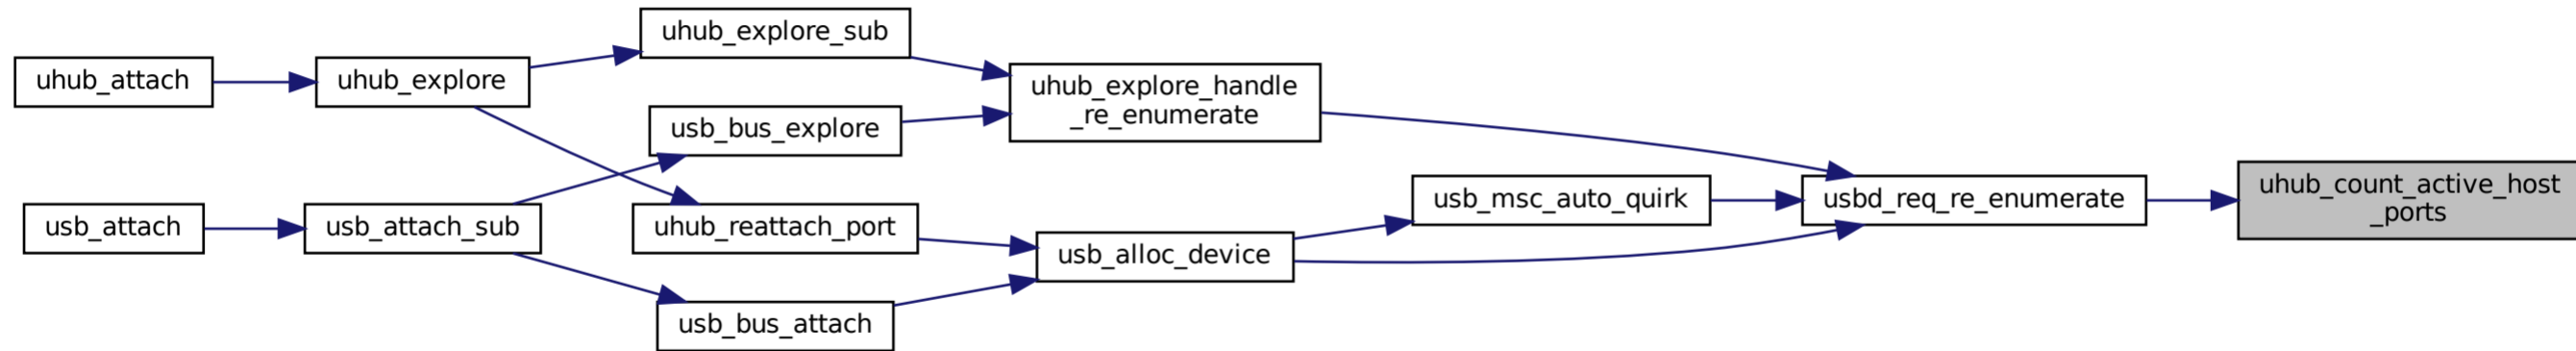 uhub_attach
uhub_explore
uhub_explore_sub
uhub_explore_handle
_re_enumerate
usb_bus_explore
usb_attach
usb_attach_sub
uhub_reattach_port
usb_bus_attach
usb_alloc_device
usb_msc_auto_quirk
usbd_req_re_enumerate
uhub_count_active_host
_ports